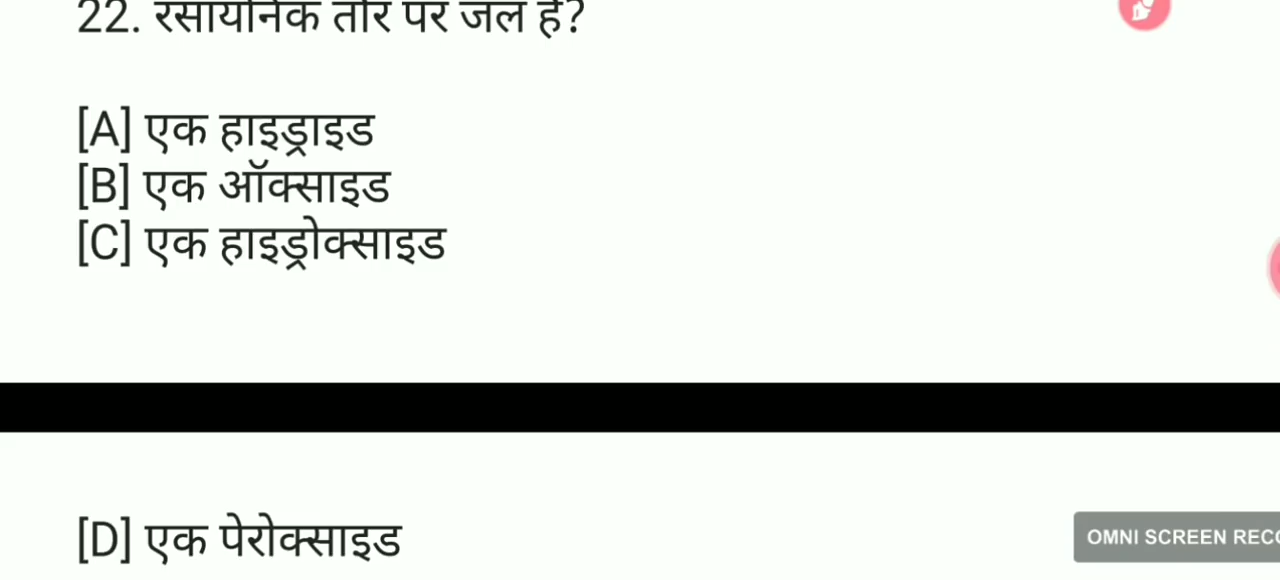 22. रसायनिक तौर पर जल है?
[A] एक हाइड्राइड
[B] एक ऑक्साइड
[C] एक हाइड्रोक्साइड
[D] एक पेरोक्साइड
OMNI SCREEN REC